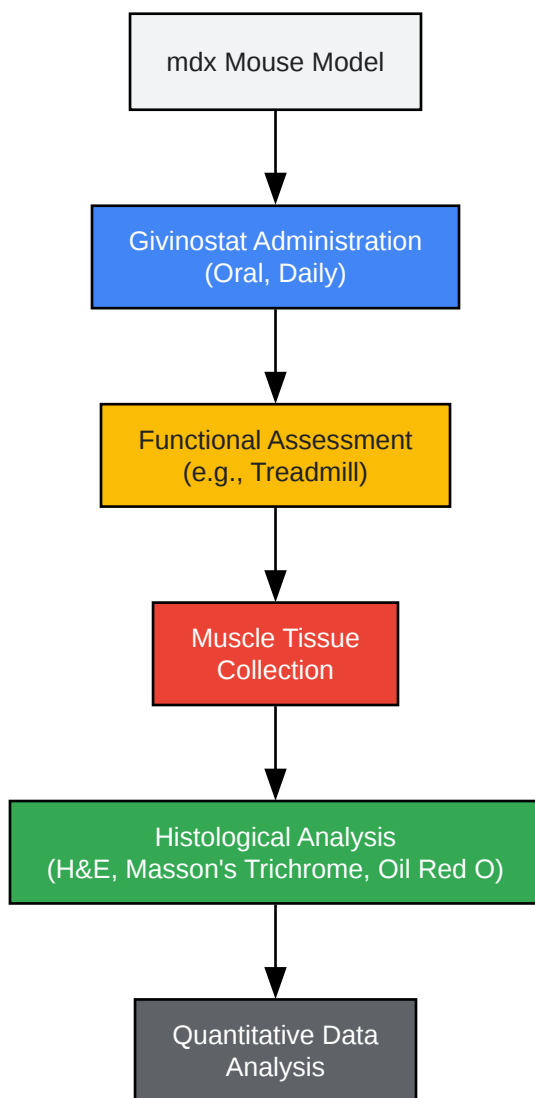 mdx Mouse Model
Givinostat Administration
(Oral, Daily)
Functional Assessment
(e.g., Treadmill)
Muscle Tissue
Collection
Histological Analysis
(H&E, Masson's Trichrome, Oil Red O)
Quantitative Data
Analysis